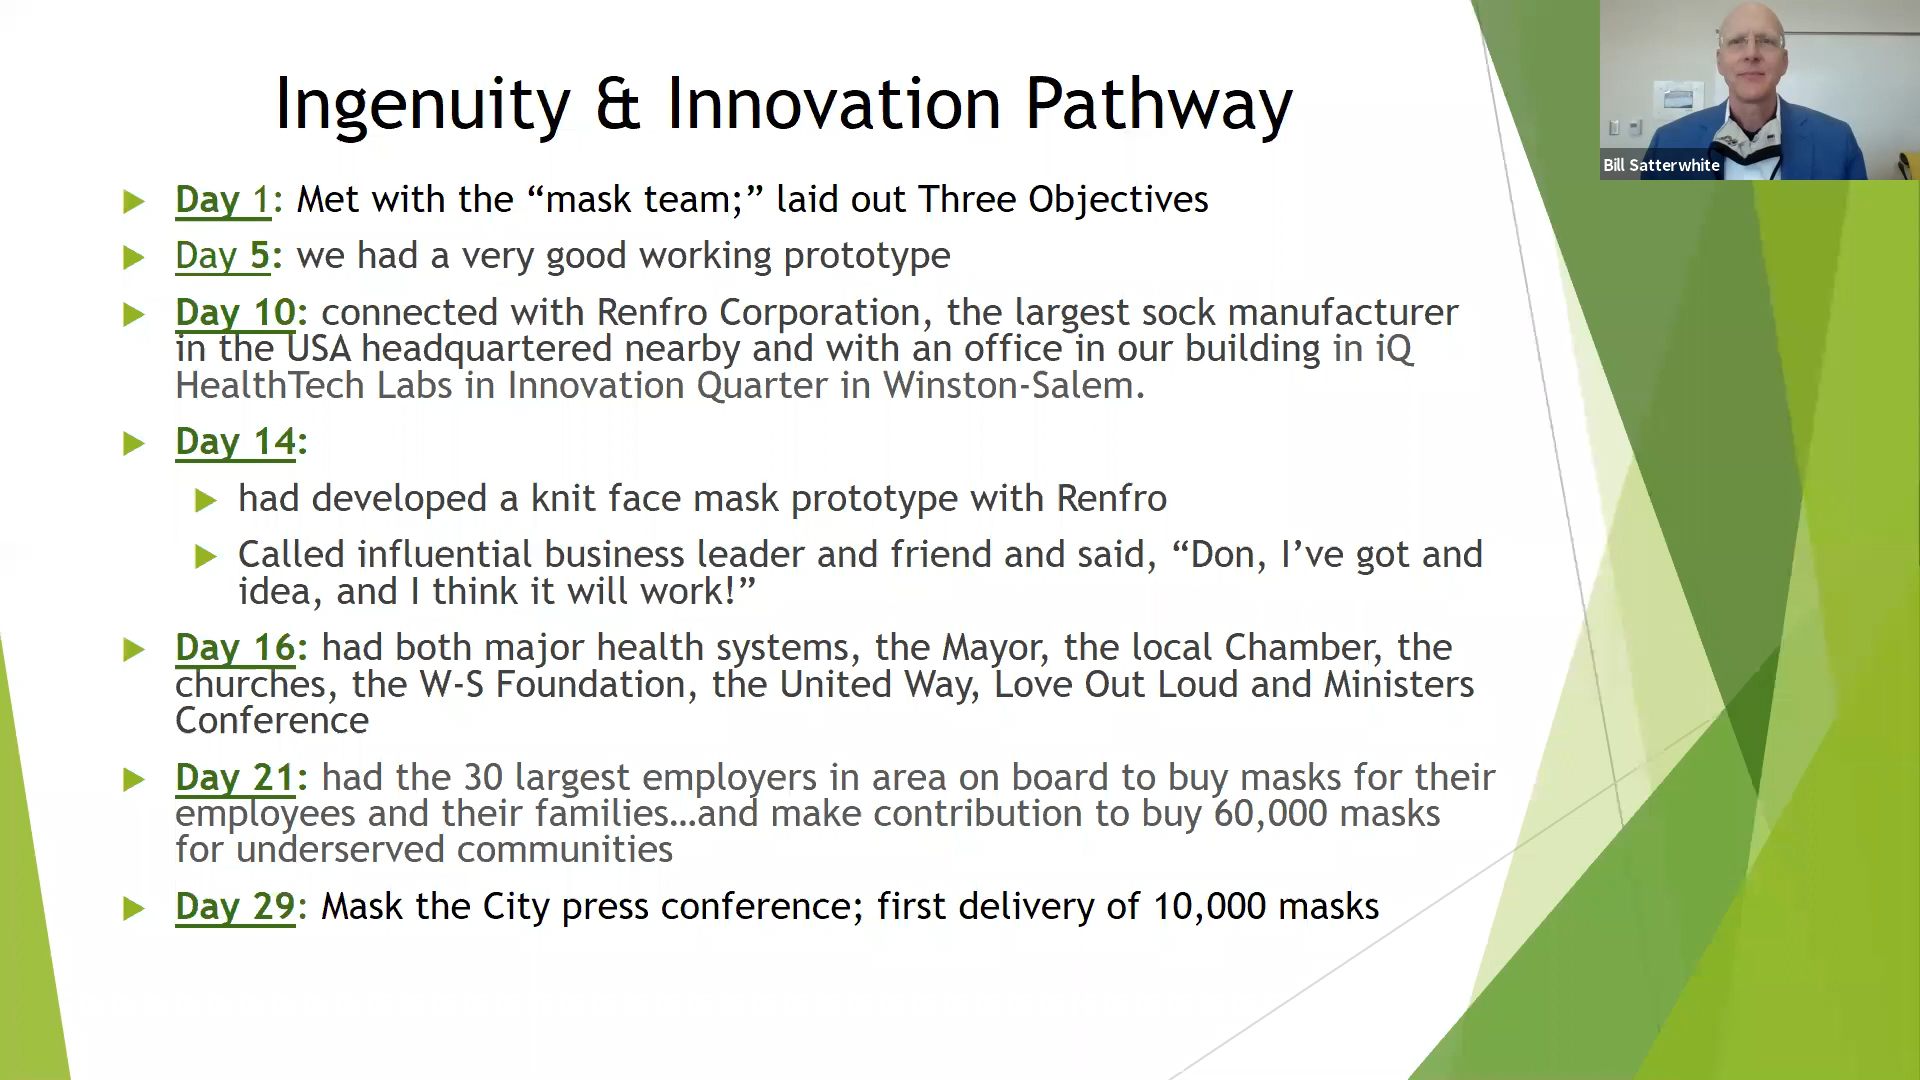 Ingenuity & Innovation Pathway
Bill Satterwhite
Day 1: Met with the “mask team;” laid out Three Objectives
Day 5: we had a very good working prototype
Day 10: connected with Renfro Corporation, the largest sock manufacturer
in the USA headquartered nearby and with an office in our building in iQ
HealthTech Labs in Innovation Quarter in Winston-Salem.
Day 14:
had developed a knit face mask prototype with Renfro
Called influential business leader and friend and said, “Don, I’ve got and
idea, and I think it will work!”
Day 16: had both major health systems, the Mayor, the local Chamber, the
churches, the W-S Foundation, the United Way, Love Out Loud and Ministers
Conference
Day 21: had the 30 largest employers in area on board to buy masks for their
employees and their families…and make contribution to buy 60,000 masks
for underserved communities
Day 29: Mask the City press conference; first delivery of 10,000 masks